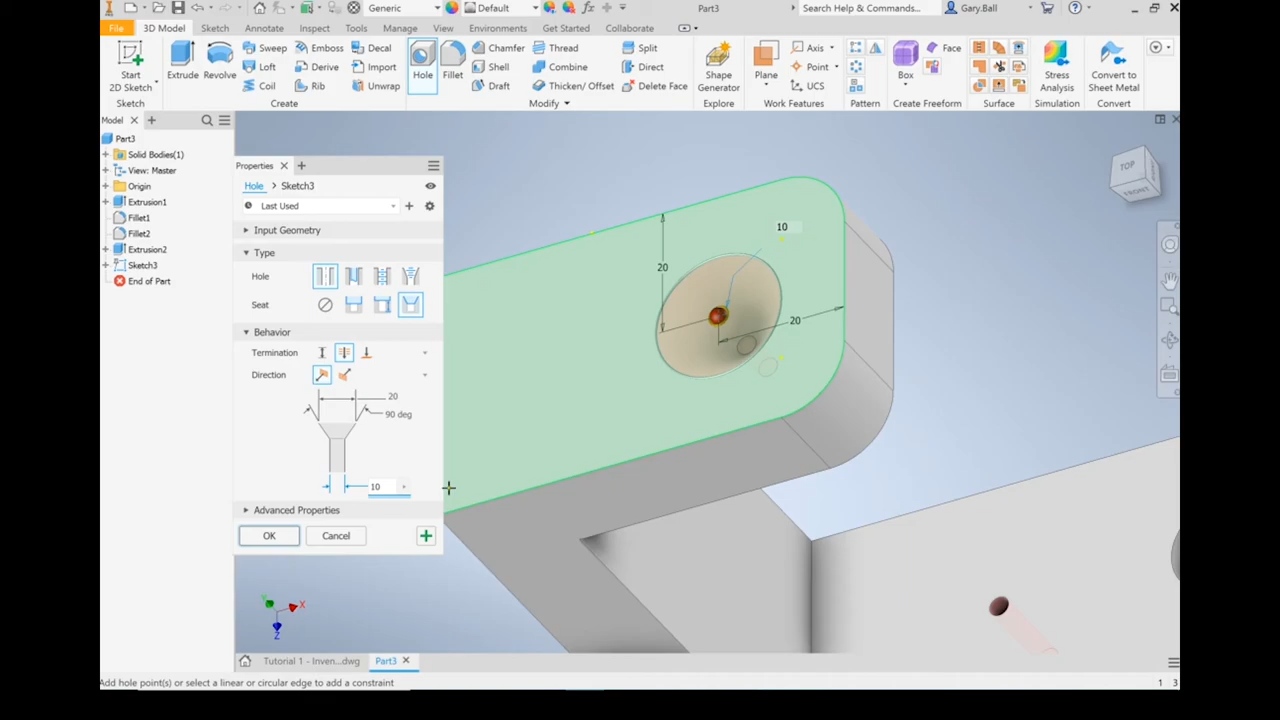 Generic
Default
Part3
Search Help & Commands...
Gary.Ball
File 3D Model Sketch Annotate Inspect Tools Manage View Environments Get Started Collaborate
Start
2D Sketch
Extrude Revolve
Sweep Emboss Decal
Loft Derive Import
Coil Rib Unwrap
Hole Fillet
Chamfer Thread Split
Shell Combine Direct
Draft Thicken/ Offset Delete Face
Shape
Generator
Plane
Axis
Point
UCS
Box
Face
Stress
Analysis
Convert to
Sheet Metal
Sketch Create Modify Explore Work Features Pattern Create Freeform Surface Simulation Convert
Model
Part3
Solid Bodies(1)
View: Master
Origin
Extrusion1
Fillet1
Fillet2
Extrusion2
Sketch3
End of Part
Properties
Hole > Sketch3
Last Used
Input Geometry
Type
Hole
Seat
Behavior
Termination
Direction
20
90 deg
10
Advanced Properties
OK Cancel
10
20
20
TOP
FRONT
X
Z
Tutorial 1 - Inven...dwg
Part3
Add hole point(s) or select a linear or circular edge to add a constraint
1 3